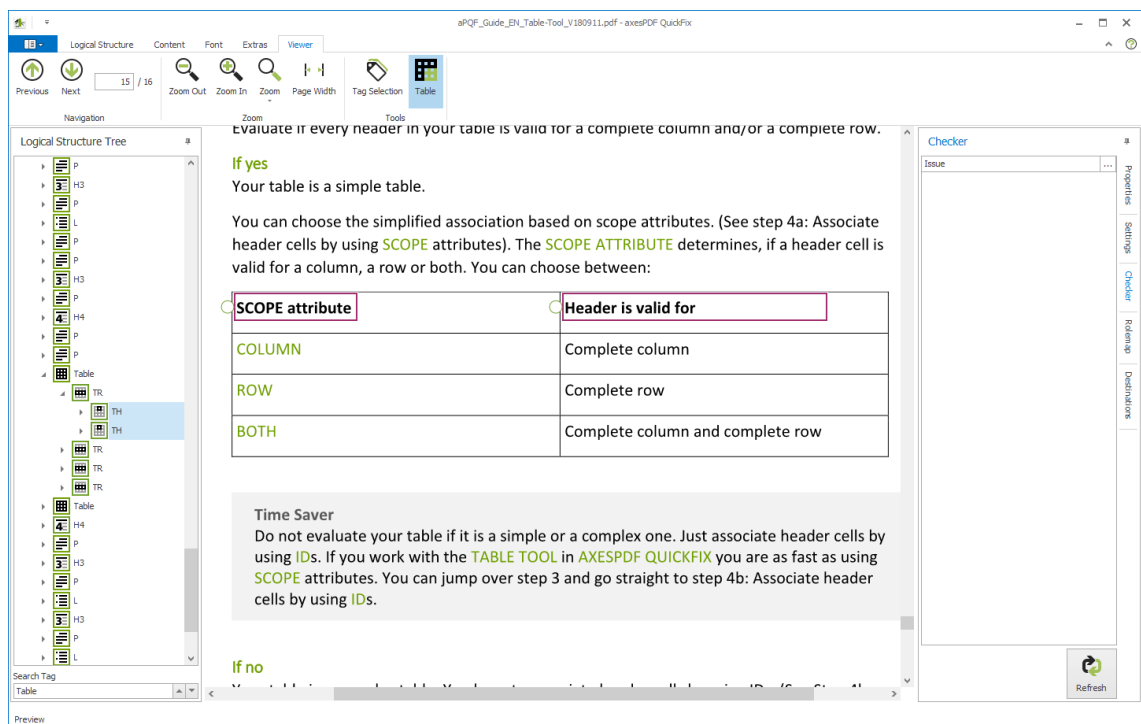 aPQF_Guide_EN_Table-Tool_V180911.pdf - axesPDF QuickFix
Logical Structure Content Font Extras Viewer
Previous Next 15 / 16 Zoom Out Zoom In Zoom Page Width Tag Selection Table
Navigation Zoom Tools
Logical Structure Tree
P
H3
P
L
P
P
H3
P
H4
P
P
Table
TR
TH
TH
TR
TR
TR
Table
H4
P
H3
P
L
H3
P
L
Search Tag
Table
Preview
Evaluate if every header in your table is valid for a complete column and/or a complete row.
If yes
Your table is a simple table.
You can choose the simplified association based on scope attributes. (See step 4a: Associate
header cells by using SCOPE attributes). The SCOPE ATTRIBUTE determines, if a header cell is
valid for a column, a row or both. You can choose between:
SCOPE attribute Header is valid for
COLUMN Complete column
ROW Complete row
BOTH Complete column and complete row
Time Saver
Do not evaluate your table if it is a simple or a complex one. Just associate header cells by
using IDs. If you work with the TABLE TOOL in AXESPDF QUICKFIX you are as fast as using
SCOPE attributes. You can jump over step 3 and go straight to step 4b: Associate header
cells by using IDs.
If no
Checker
Issue ...
Refresh
Properties
Settings
Checker
Rolemap
Destinations